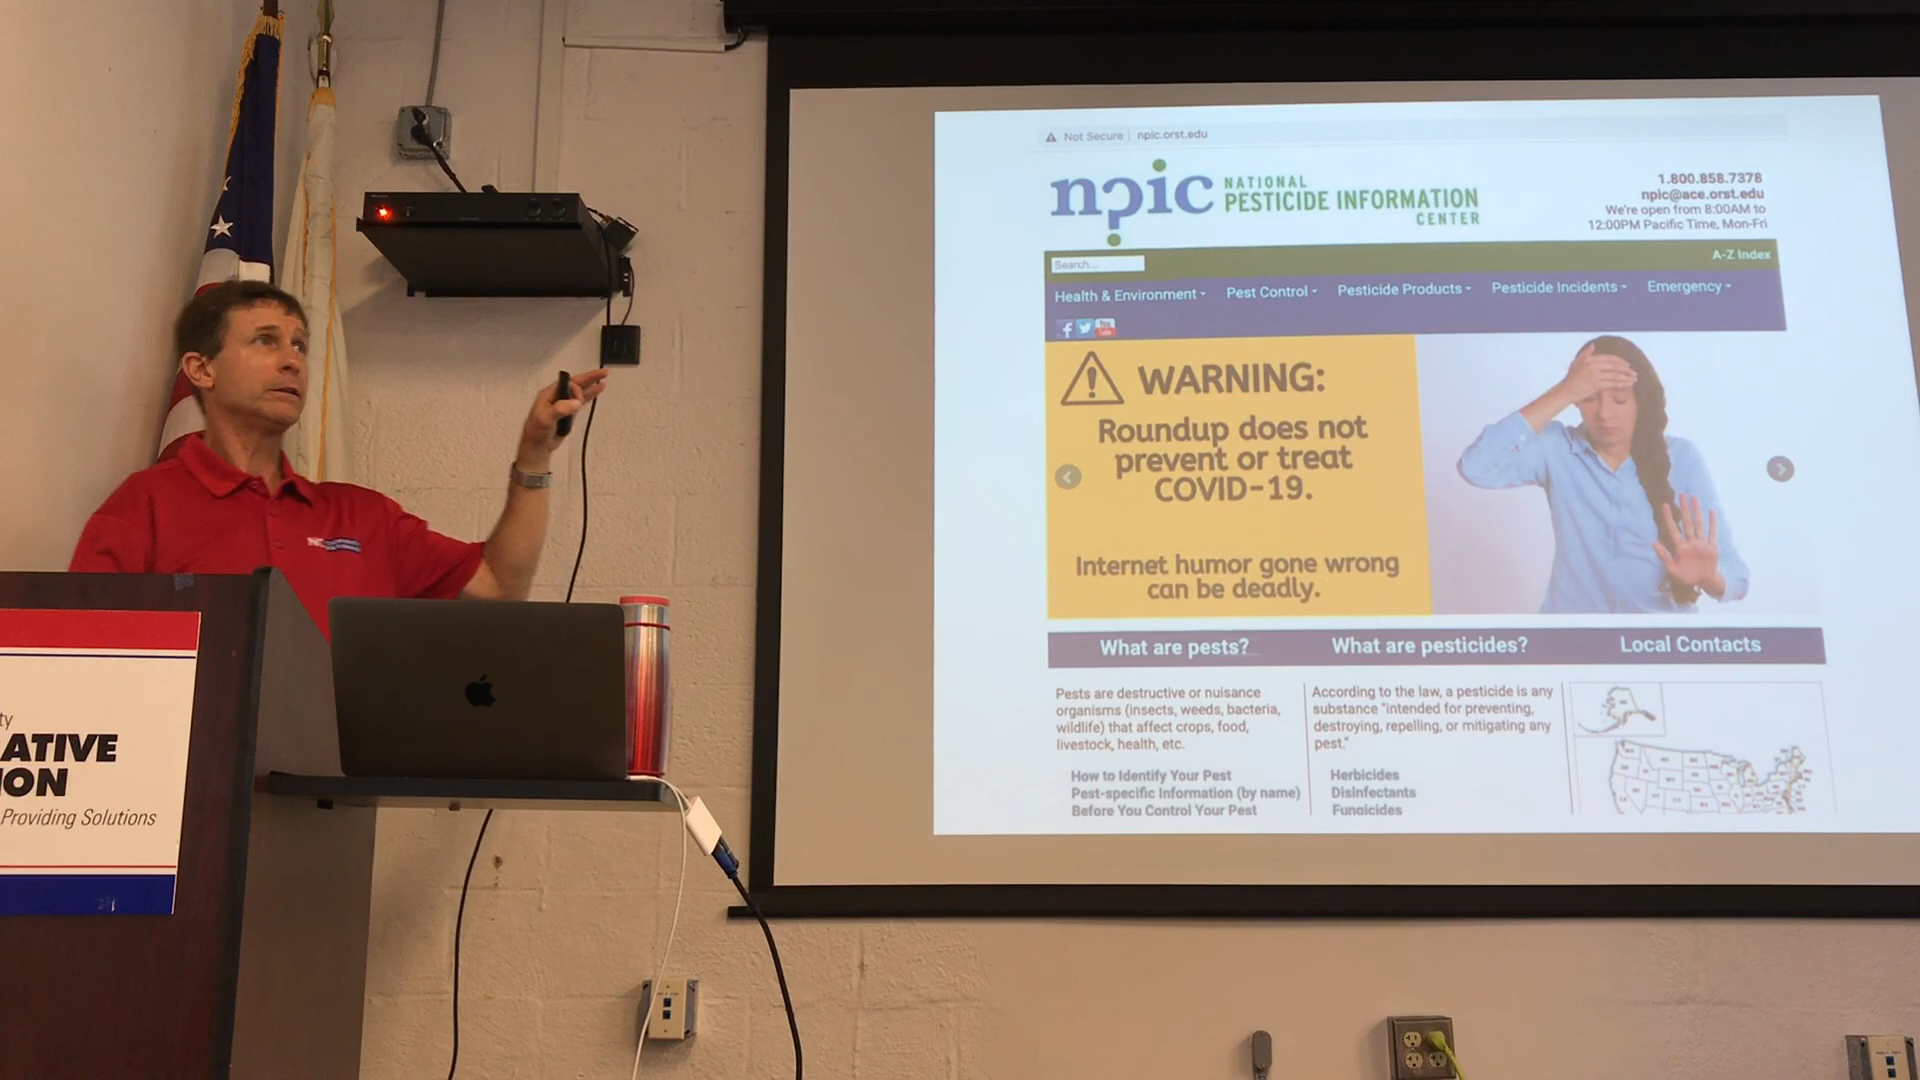 Not Secure | npic.orst.edu
npic NATIONAL
PESTICIDE INFORMATION
CENTER
1.800.858.7378
npic@ace.orst.edu
We're open from 8:00AM to
12:00PM Pacific Time, Mon-Fri
Search...
A-Z Index
Health & Environment
Pest Control
Pesticide Products
Pesticide Incidents
Emergency
WARNING:
Roundup does not
prevent or treat
COVID-19.
Internet humor gone wrong
can be deadly.
What are pests?
What are pesticides?
Local Contacts
Pests are destructive or nuisance
organisms (insects, weeds, bacteria,
wildlife) that affect crops, food,
livestock, health, etc.
How to Identify Your Pest
Pest-specific Information (by name)
Before You Control Your Pest
According to the law, a pesticide is any
substance "intended for preventing,
destroying, repelling, or mitigating any
pest."
Herbicides
Disinfectants
Fungicides
ty
ATIVE
ION
Providing Solutions